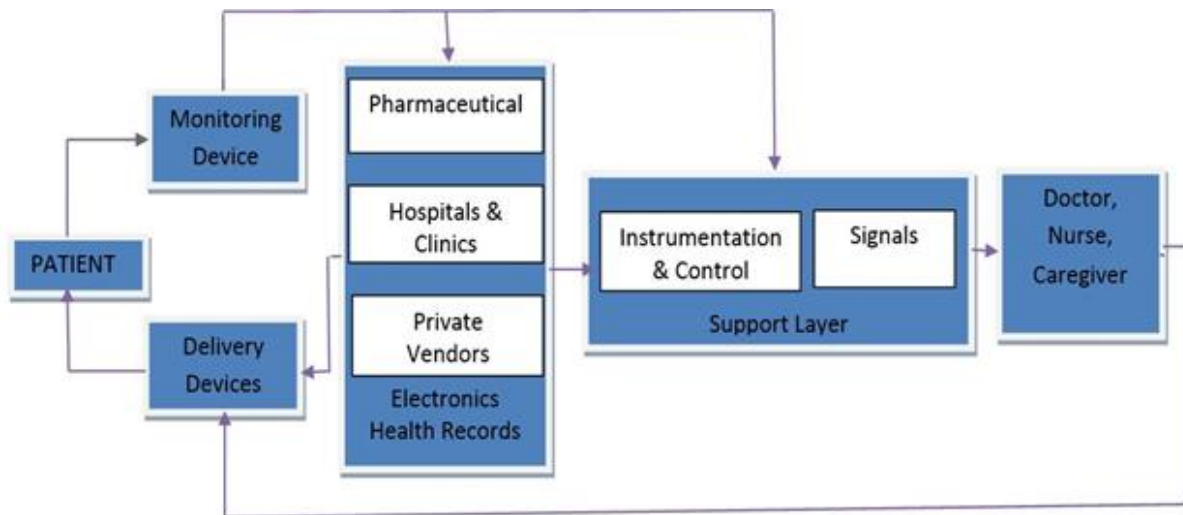 Monitoring
Device
PATIENT
Delivery
Devices
Pharmaceutical
Hospitals &
Clinics
Private
Vendors
Electronics
Health Records
Instrumentation
& Control
Signals
Support Layer
Doctor,
Nurse,
Caregiver